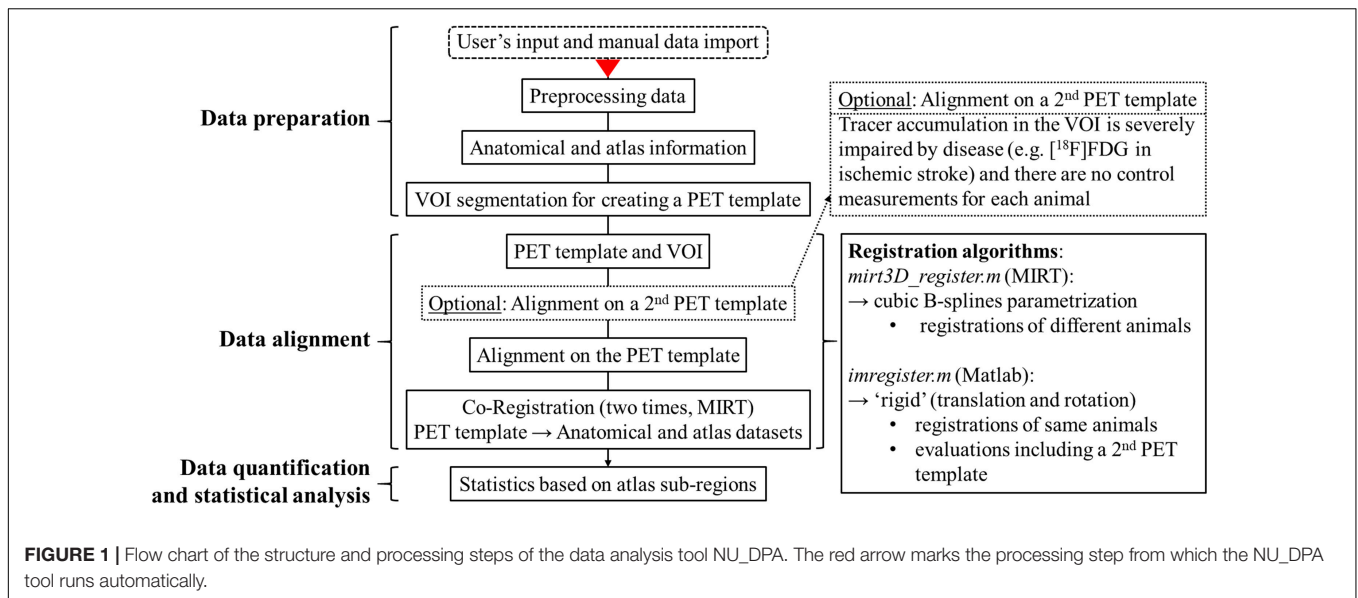 User's input and manual data import
Preprocessing data
Anatomical and atlas information
VOI segmentation for creating a PET template
Data preparation
Optional: Alignment on a 2nd PET template
Tracer accumulation in the VOI is severely
impaired by disease (e.g. [18F]FDG in
ischemic stroke) and there are no control
measurements for each animal
PET template and VOI
Optional: Alignment on a 2nd PET template
Alignment on the PET template
Co-Registration (two times, MIRT)
PET template → Anatomical and atlas datasets
Data alignment
Registration algorithms:
mirt3D_register.m (MIRT):
→ cubic B-splines parametrization
• registrations of different animals
imregister.m (Matlab):
→ 'rigid' (translation and rotation)
• registrations of same animals
• evaluations including a 2nd PET
template
Data quantification
and statistical analysis
Statistics based on atlas sub-regions
FIGURE 1 | Flow chart of the structure and processing steps of the data analysis tool NU_DPA. The red arrow marks the processing step from which the NU_DPA
tool runs automatically.